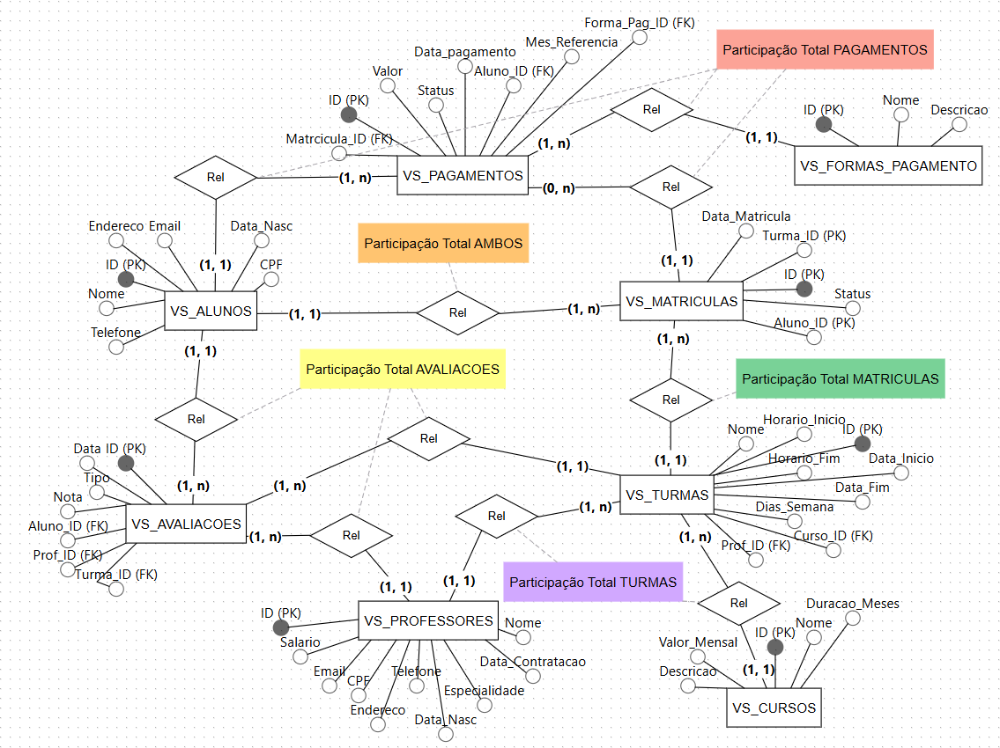 Forma_Pag_ID (FK)
Mes_Referencia
Data_pagamento
Aluno_ID (FK)
Valor
Status
ID (PK)
Matrcicula_ID (FK)
VS_PAGAMENTOS
Participação Total PAGAMENTOS
Rel
(1, n)
(1, 1)
ID (PK)
Nome
Descricao
VS_FORMAS_PAGAMENTO
Rel
(1, n)
(1, 1)
(0, n)
Rel
(1, 1)
Endereco
Email
Data_Nasc
ID (PK)
CPF
Nome
Telefone
VS_ALUNOS
Participação Total AMBOS
(1, 1)
Rel
(1, n)
Data_Matricula
Turma_ID (PK)
ID (PK)
Status
Aluno_ID (PK)
VS_MATRICULAS
(1, 1)
Rel
(1, n)
Participação Total AVALIACOES
(1, n)
Rel
(1, 1)
Participação Total MATRICULAS
Rel
(1, n)
(1, 1)
Data
ID (PK)
Tipo
Nota
Aluno_ID (FK)
Prof_ID (FK)
Turma_ID (FK)
VS_AVALIACOES
(1, n)
Rel
(1, 1)
Rel
(1, n)
(1, 1)
Nome
Horario_Inicio
ID (PK)
Horario_Fim
Data_Inicio
Data_Fim
Dias_Semana
Curso_ID (FK)
Prof_ID (FK)
VS_TURMAS
Participação Total TURMAS
(1, n)
Rel
(1, 1)
ID (PK)
Salario
Email
CPF
Endereco
Telefone
Data_Nasc
Especialidade
Data_Contratacao
Nome
VS_PROFESSORES
Valor_Mensal
Descricao
ID (PK)
Nome
Duracao_Meses
VS_CURSOS